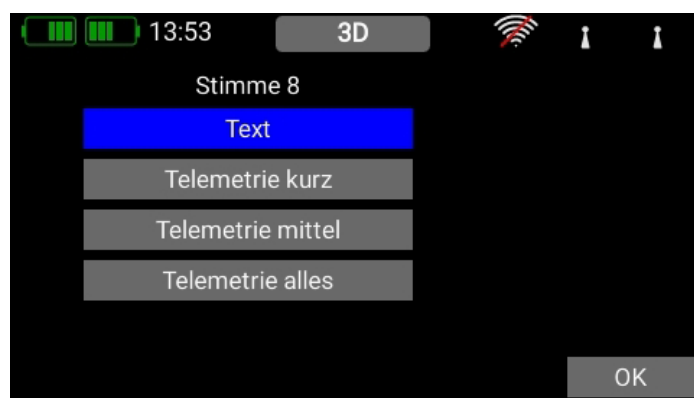 13:53 3D
Stimme 8
Text
Telemetrie kurz
Telemetrie mittel
Telemetrie alles
OK